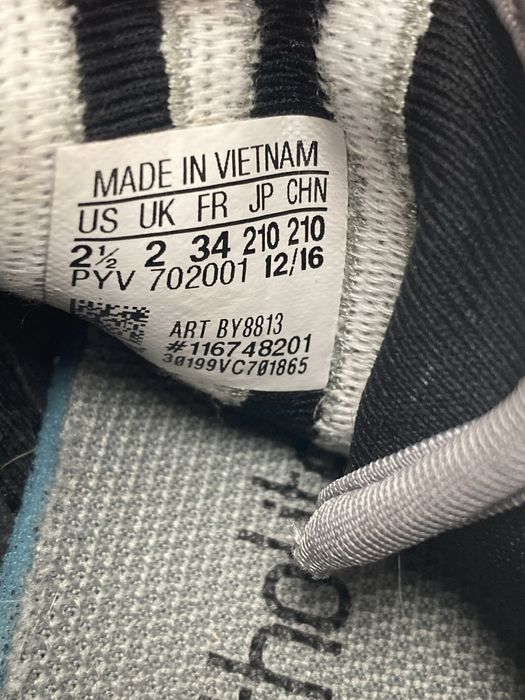 MADE IN VIETNAM
US UK FR JP CHN
2½ 2 34 210 210
PYV 702001 12/16
ART BY8813
#116748201
30199VC701865